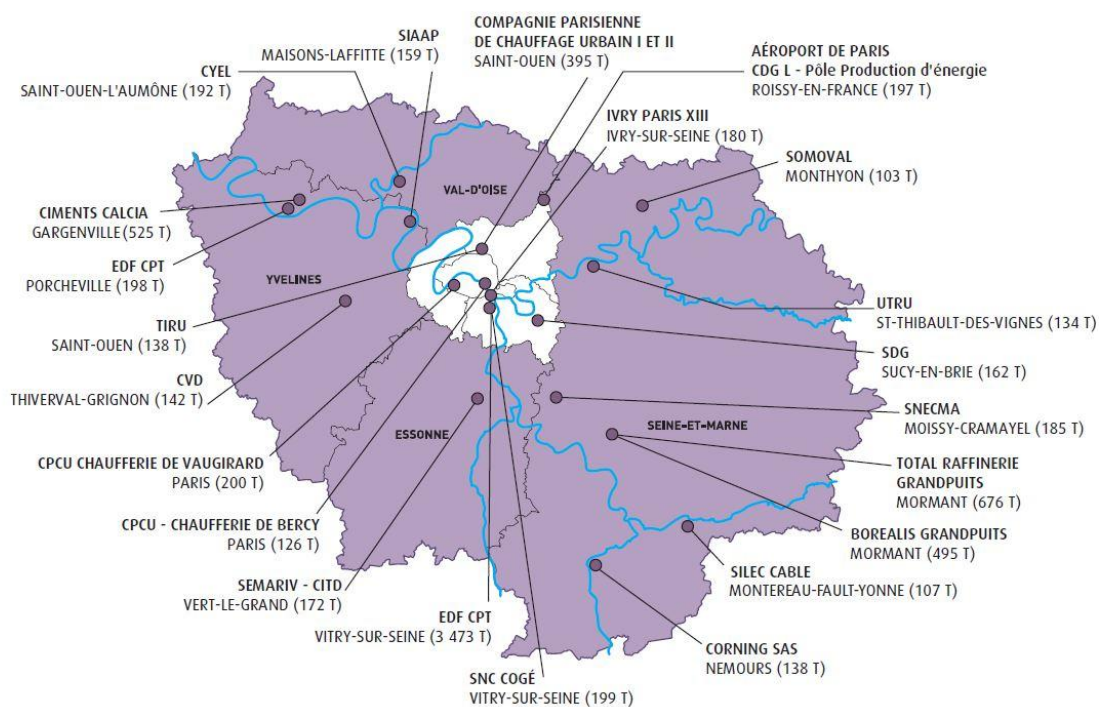 COMPAGNIE PARISIENNE
DE CHAUFFAGE URBAIN I ET II
SAINT-OUEN (395 T)
SIAAP
MAISONS-LAFFITTE (159 T)
AÉROPORT DE PARIS
CDG L - Pôle Production d'énergie
ROISSY-EN-FRANCE (197 T)
CYEL
SAINT-OUEN-L'AUMÔNE (192 T)
IVRY PARIS XIII
IVRY-SUR-SEINE (180 T)
SOMOVAL
MONTHYON (103 T)
VAL-D'OISE
CIMENTS CALCIA
GARGENVILLE (525 T)
EDF CPT
PORCHEVILLE (198 T)
YVELINES
UTRU
ST-THIBAULT-DES-VIGNES (134 T)
TIRU
SAINT-OUEN (138 T)
SDG
SUCY-EN-BRIE (162 T)
CVD
THIVERVAL-GRIGNON (142 T)
SNECMA
MOISSY-CRAMAYEL (185 T)
ESSONNE
SEINE-ET-MARNE
CPCU CHAUFFERIE DE VAUGIRARD
PARIS (200 T)
TOTAL RAFFINERIE
GRANDPUITS
MORMANT (676 T)
CPCU - CHAUFFERIE DE BERCY
PARIS (126 T)
BOREALIS GRANDPUITS
MORMANT (495 T)
SEMARIV - CITD
VERT-LE-GRAND (172 T)
SILEC CABLE
MONTEREAU-FAULT-YONNE (107 T)
EDF CPT
VITRY-SUR-SEINE (3 473 T)
CORNING SAS
NEMOURS (138 T)
SNC COGÉ
VITRY-SUR-SEINE (199 T)